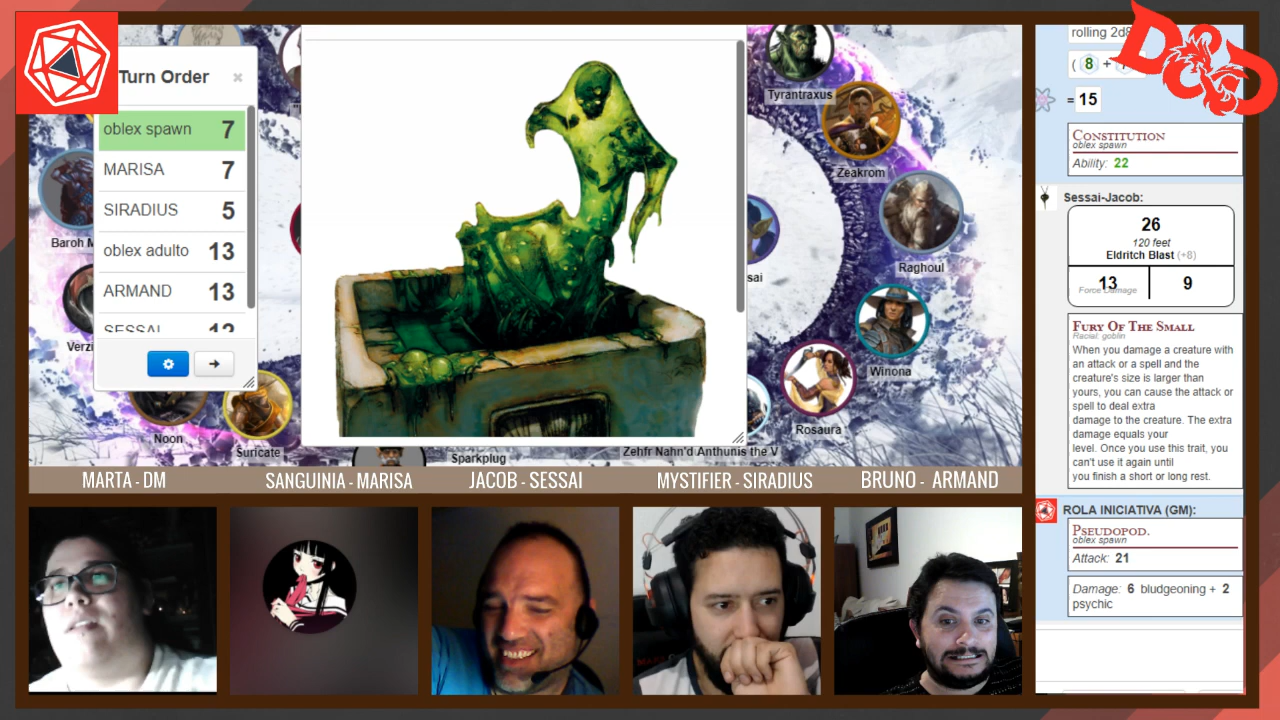 Turn Order
×
oblex spawn 7
MARISA 7
SIRADIUS 5
oblex adulto 13
ARMAND 13
SESSAI 12
Baroh M
Verzi
Noon
Suricate
Sparkplug
Zehfr Nahn'd Anthunis the V
Tyrantraxus
Zeakrom
Raghoul
Winona
Rosaura
sai
MARTA - DM
SANGUINIA - MARISA
JACOB - SESSAI
MYSTIFIER - SIRADIUS
BRUNO - ARMAND
D&D
rolling 2d8
( 8 +
= 15
Constitution
oblex spawn
Ability: 22
Sessai-Jacob:
26
120 feet
Eldritch Blast (+8)
13 9
Force Damage
Fury Of The Small
Racial: goblin
When you damage a creature with
an attack or a spell and the
creature's size is larger than
yours, you can cause the attack or
spell to deal extra
damage to the creature. The extra
damage equals your
level. Once you use this trait, you
can't use it again until
you finish a short or long rest.
ROLA INICIATIVA (GM):
Pseudopod.
oblex spawn
Attack: 21
Damage: 6 bludgeoning + 2
psychic